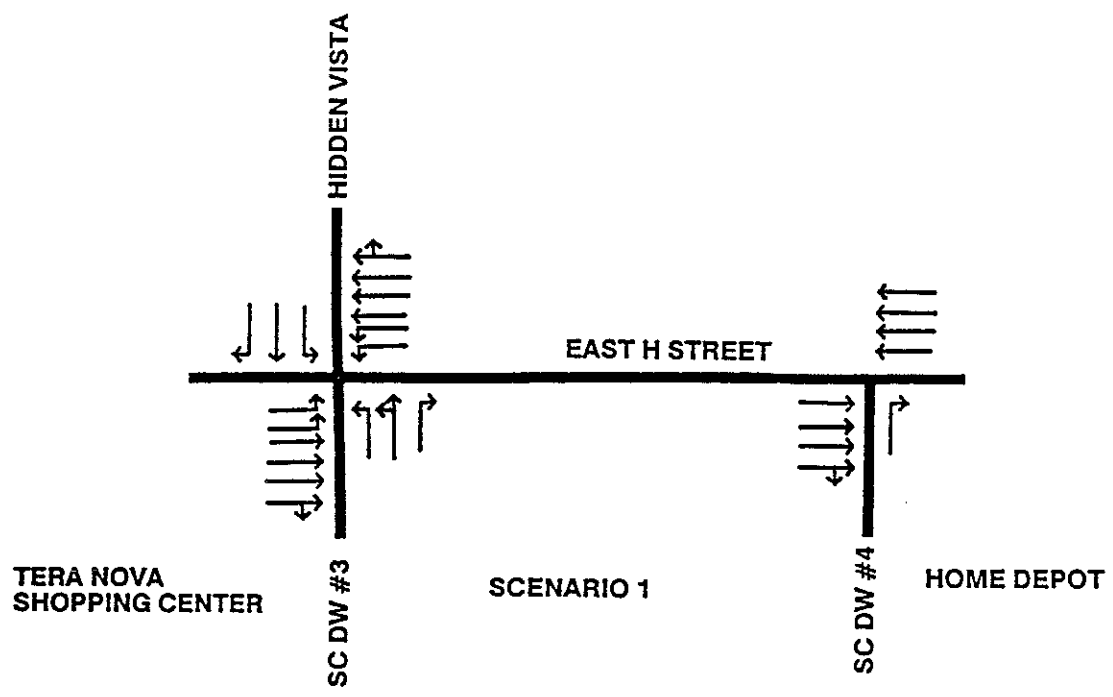 HIDDEN VISTA
EAST H STREET
TERA NOVA
SHOPPING CENTER
SC DW #3
SCENARIO 1
SC DW #4
HOME DEPOT